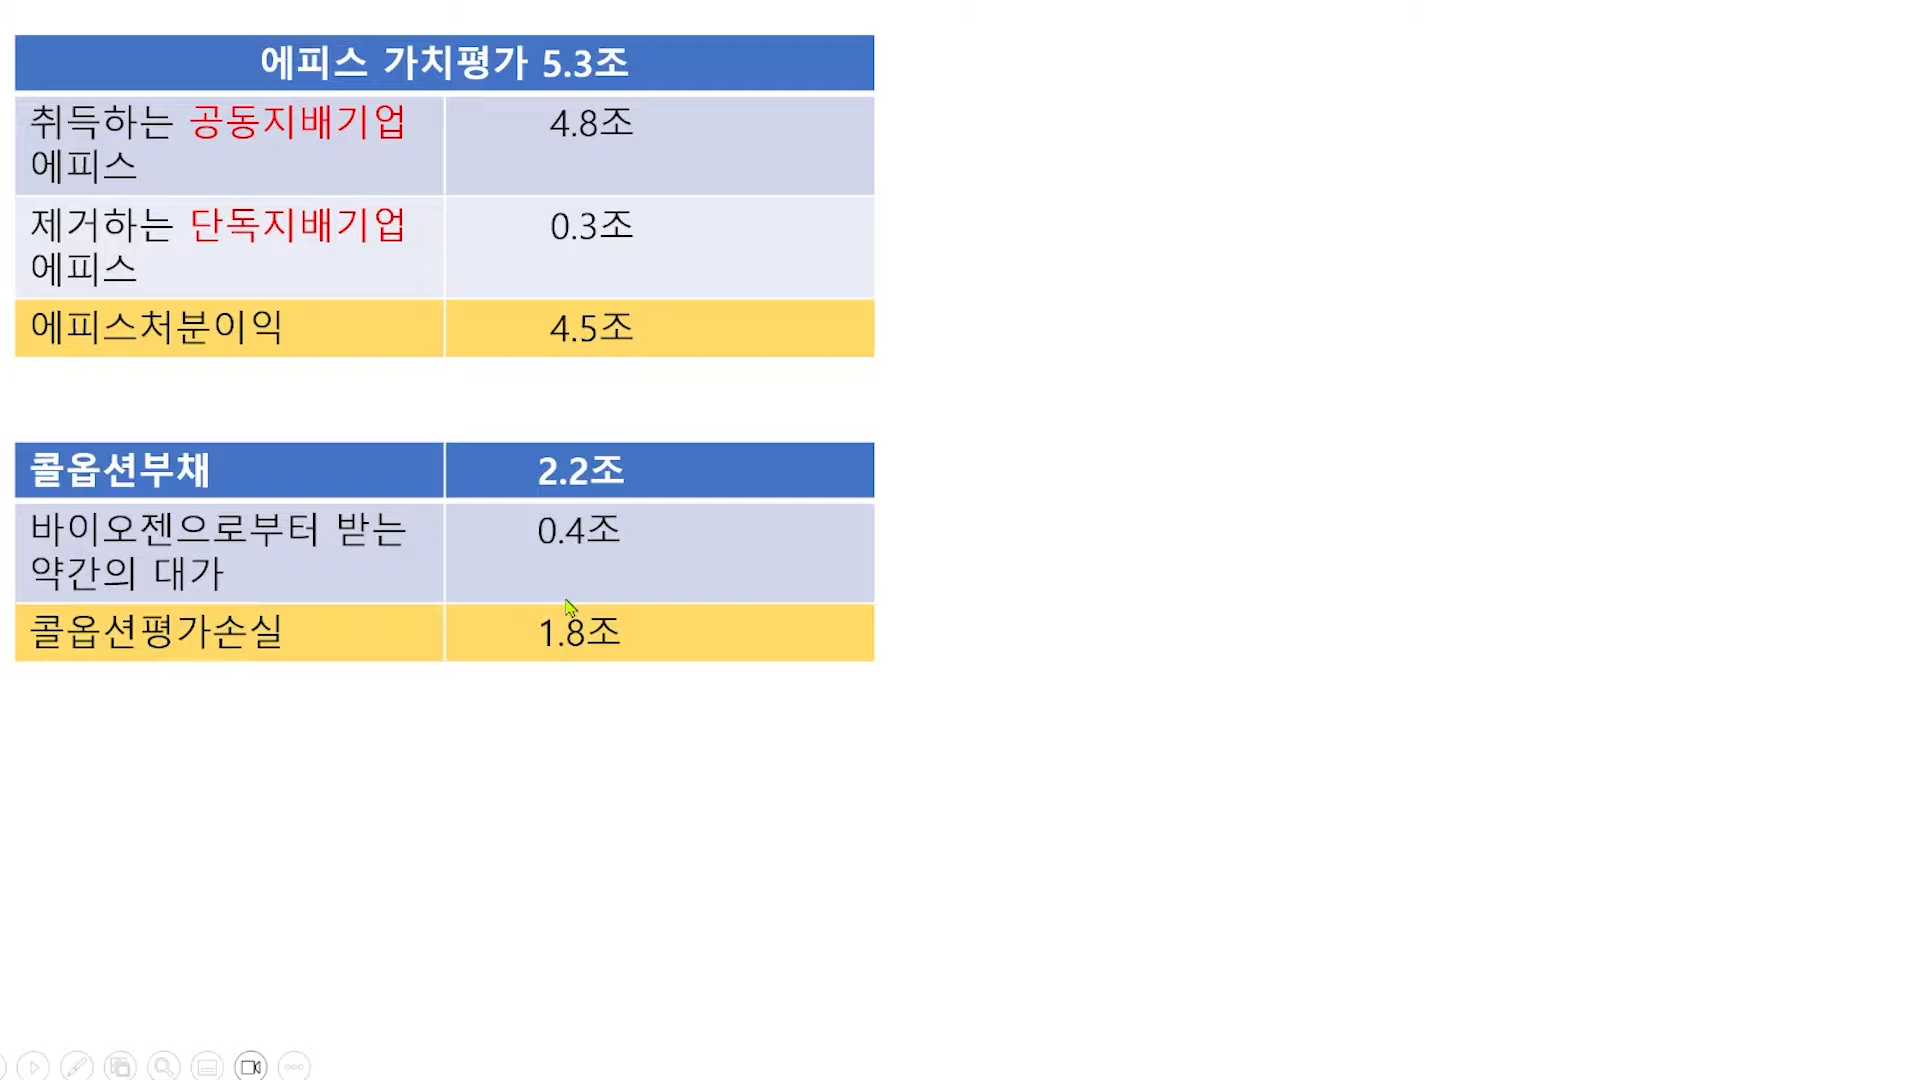 에피스 가치평가 5.3조
취득하는 공동지배기업 4.8조
에피스
제거하는 단독지배기업 0.3조
에피스
에피스처분이익 4.5조
콜옵션부채 2.2조
바이오젠으로부터 받는 0.4조
약간의 대가
콜옵션평가손실 1.8조